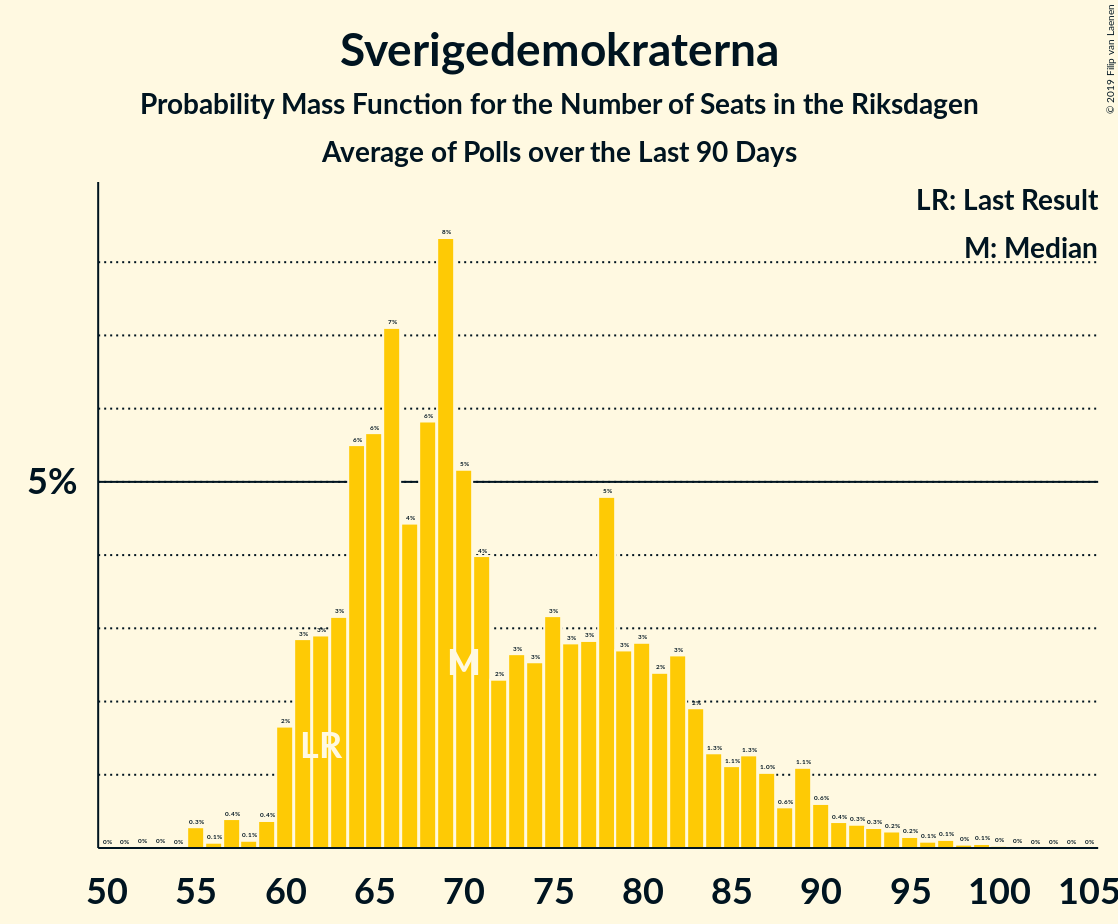 Sverigedemokraterna
Probability Mass Function for the Number of Seats in the Riksdagen
Average of Polls over the Last 90 Days
© 2019 Filip van Laenen
LR: Last Result
M: Median
5%
0% 0% 0% 0% 0% 0.3% 0.1% 0.4% 0.1% 0.4% 2% 3% 3% 3% 6% 6% 7% 4% 6% 8% 5% 4% 2% 3% 3% 3% 3% 3% 5% 3% 3% 2% 3% 2% 1.3% 1.1% 1.3% 1.0% 0.6% 1.1% 0.6% 0.4% 0.3% 0.3% 0.2% 0.2% 0.1% 0.1% 0% 0.1% 0% 0% 0% 0% 0% 0%
M
LR
50 55 60 65 70 75 80 85 90 95 100 105